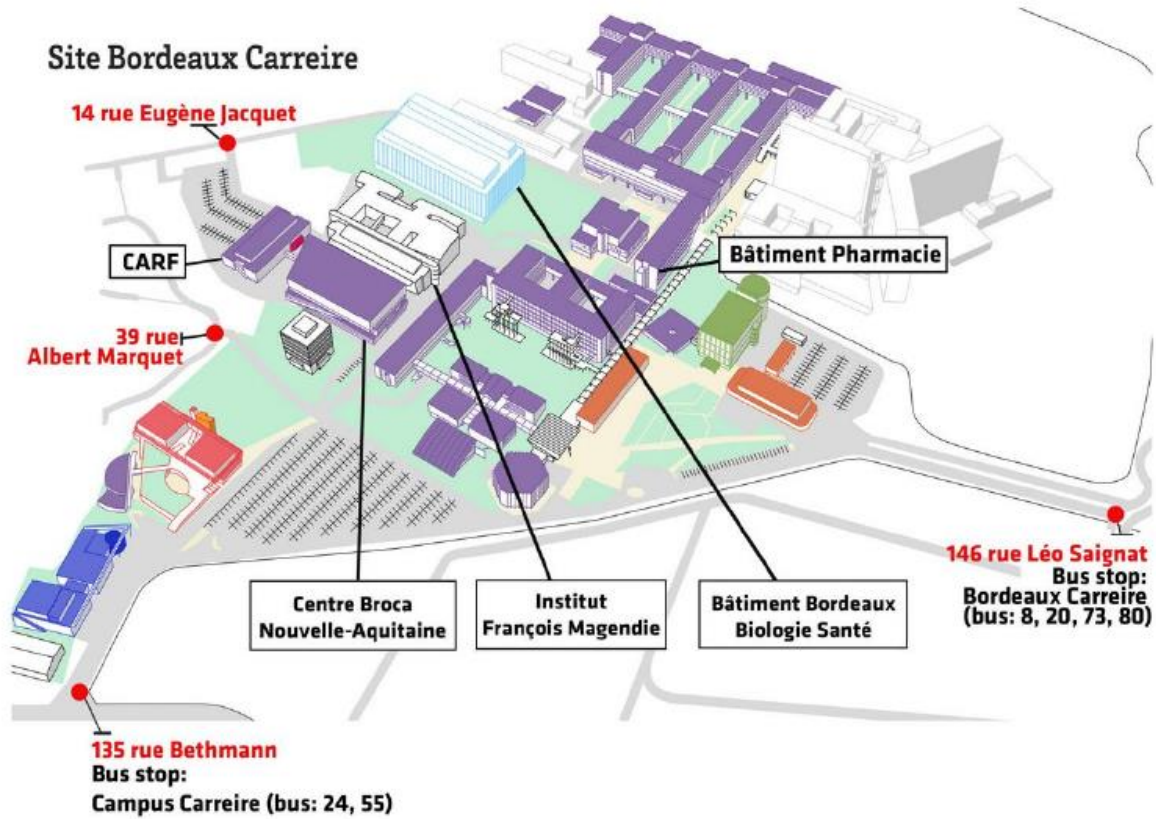 Site Bordeaux Carreire
14 rue Eugène Jacquet
CARF
Bâtiment Pharmacie
39 rue
Albert Marquet
146 rue Léo Saignat
Bus stop:
Bordeaux Carreire
(bus: 8, 20, 73, 80)
Centre Broca
Nouvelle-Aquitaine
Institut
François Magendie
Bâtiment Bordeaux
Biologie Santé
135 rue Bethmann
Bus stop:
Campus Carreire (bus: 24, 55)